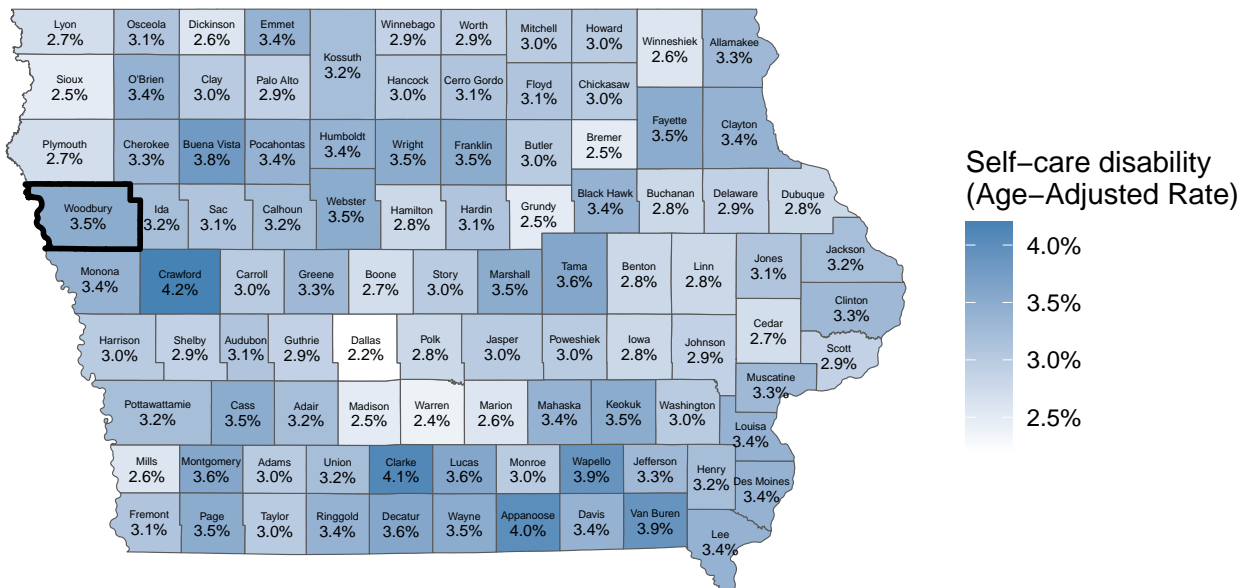 Lyon
2.7%
Osceola
3.1%
Dickinson
2.6%
Emmet
3.4%
Kossuth
3.2%
Winnebago
2.9%
Worth
2.9%
Mitchell
3.0%
Howard
3.0%
Winneshiek
2.6%
Allamakee
3.3%
Sioux
2.5%
O'Brien
3.4%
Clay
3.0%
Palo Alto
2.9%
Hancock
3.0%
Cerro Gordo
3.1%
Floyd
3.1%
Chickasaw
3.0%
Fayette
3.5%
Clayton
3.4%
Plymouth
2.7%
Cherokee
3.3%
Buena Vista
3.8%
Pocahontas
3.4%
Humboldt
3.4%
Wright
3.5%
Franklin
3.5%
Butler
3.0%
Bremer
2.5%
Woodbury
3.5%
Ida
3.2%
Sac
3.1%
Calhoun
3.2%
Webster
3.5%
Hamilton
2.8%
Hardin
3.1%
Grundy
2.5%
Black Hawk
3.4%
Buchanan
2.8%
Delaware
2.9%
Dubuque
2.8%
Monona
3.4%
Crawford
4.2%
Carroll
3.0%
Greene
3.3%
Boone
2.7%
Story
3.0%
Marshall
3.5%
Tama
3.6%
Benton
2.8%
Linn
2.8%
Jones
3.1%
Jackson
3.2%
Clinton
3.3%
Harrison
3.0%
Shelby
2.9%
Audubon
3.1%
Guthrie
2.9%
Dallas
2.2%
Polk
2.8%
Jasper
3.0%
Poweshiek
3.0%
Iowa
2.8%
Johnson
2.9%
Cedar
2.7%
Scott
2.9%
Muscatine
3.3%
Pottawattamie
3.2%
Cass
3.5%
Adair
3.2%
Madison
2.5%
Warren
2.4%
Marion
2.6%
Mahaska
3.4%
Keokuk
3.5%
Washington
3.0%
Louisa
3.4%
Mills
2.6%
Montgomery
3.6%
Adams
3.0%
Union
3.2%
Clarke
4.1%
Lucas
3.6%
Monroe
3.0%
Wapello
3.9%
Jefferson
3.3%
Henry
3.2%
Des Moines
3.4%
Fremont
3.1%
Page
3.5%
Taylor
3.0%
Ringgold
3.4%
Decatur
3.6%
Wayne
3.5%
Appanoose
4.0%
Davis
3.4%
Van Buren
3.9%
Lee
3.4%
Self−care disability
(Age−Adjusted Rate)
4.0%
3.5%
3.0%
2.5%